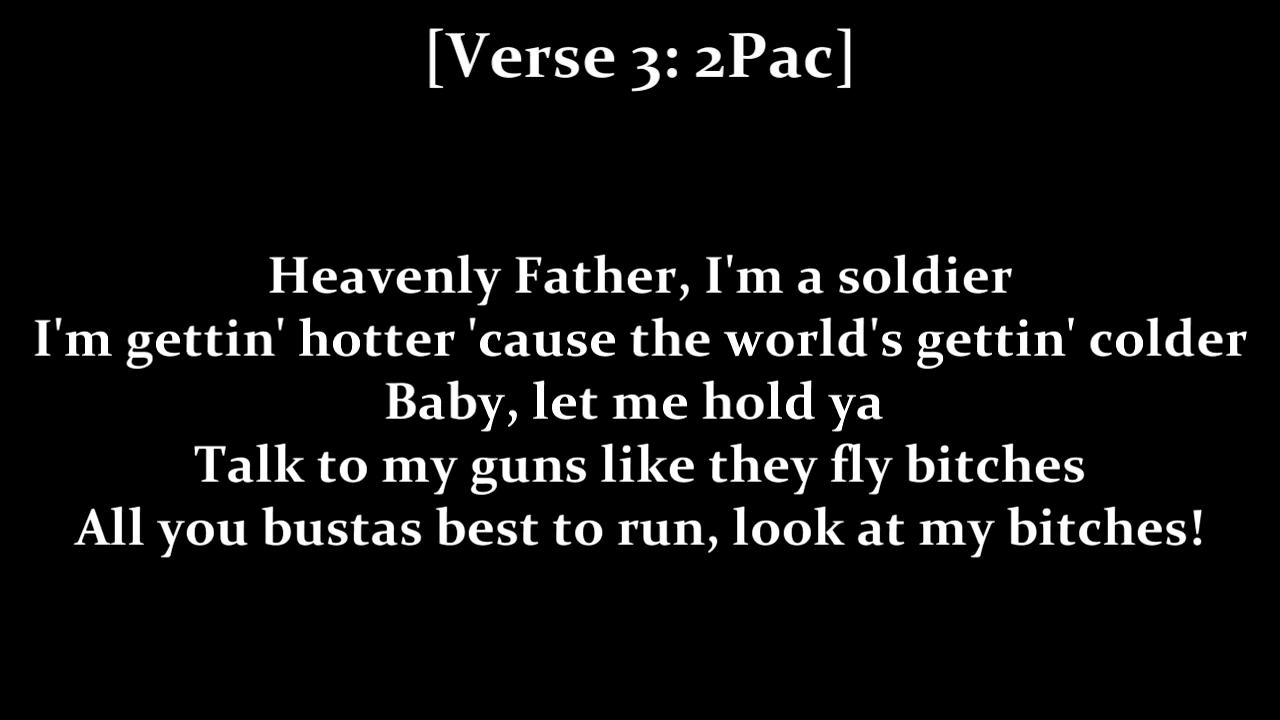 [Verse 3: 2Pac]
Heavenly Father, I'm a soldier
I'm gettin' hotter 'cause the world's gettin' colder
Baby, let me hold ya
Talk to my guns like they fly bitches
All you bustas best to run, look at my bitches!